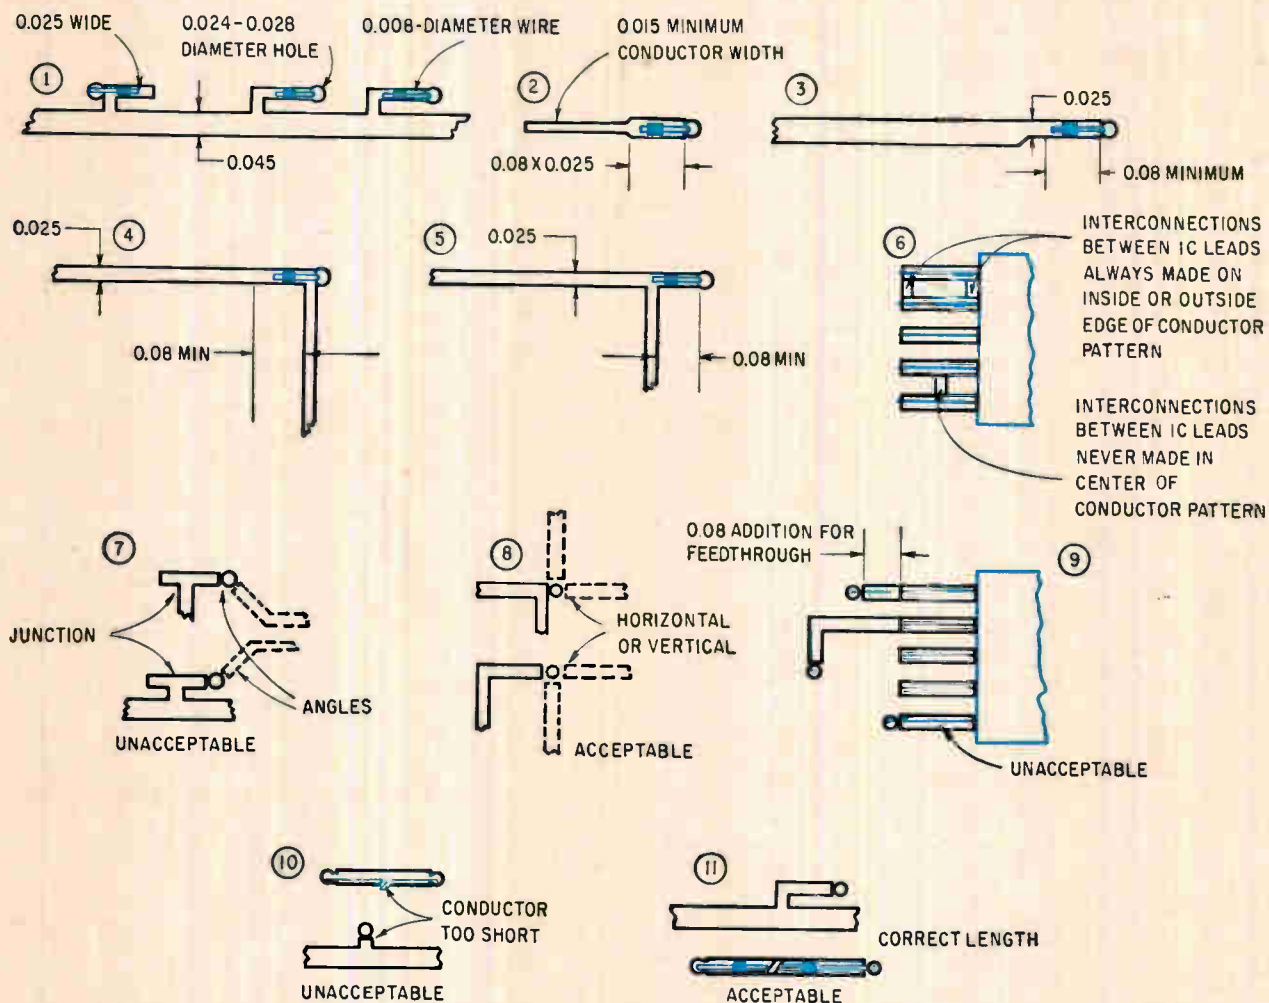 0.025 WIDE
0.024-0.028
DIAMETER HOLE
0.008-DIAMETER WIRE
1
0.045
0.015 MINIMUM
CONDUCTOR WIDTH
2
0.08 X 0.025
3
0.025
0.08 MINIMUM
0.025
4
0.08 MIN
5
0.025
0.08 MIN
6
INTERCONNECTIONS
BETWEEN IC LEADS
ALWAYS MADE ON
INSIDE OR OUTSIDE
EDGE OF CONDUCTOR
PATTERN
INTERCONNECTIONS
BETWEEN IC LEADS
NEVER MADE IN
CENTER OF
CONDUCTOR PATTERN
7
JUNCTION
ANGLES
UNACCEPTABLE
8
HORIZONTAL
OR VERTICAL
ACCEPTABLE
0.08 ADDITION FOR
FEEDTHROUGH
9
UNACCEPTABLE
10
CONDUCTOR
TOO SHORT
UNACCEPTABLE
11
CORRECT LENGTH
ACCEPTABLE